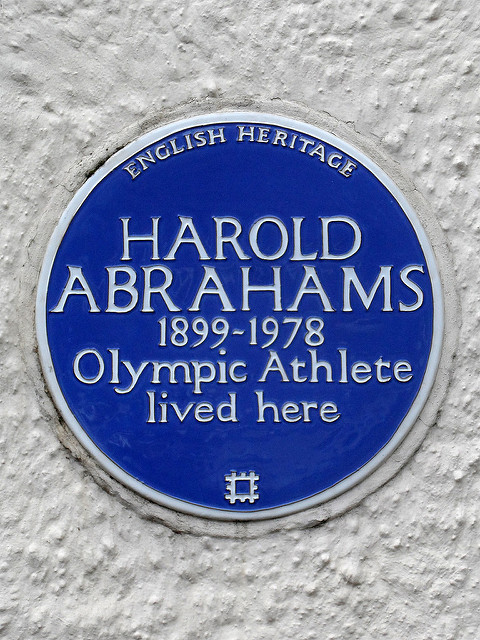 ENGLISH HERITAGE
HAROLD
ABRAHAMS
1899-1978
Olympic Athlete
lived here